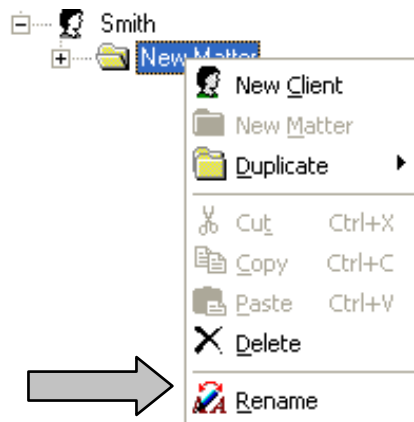 Smith
New Matter
New Client
New Matter
Duplicate
Cut Ctrl+X
Copy Ctrl+C
Paste Ctrl+V
Delete
Rename